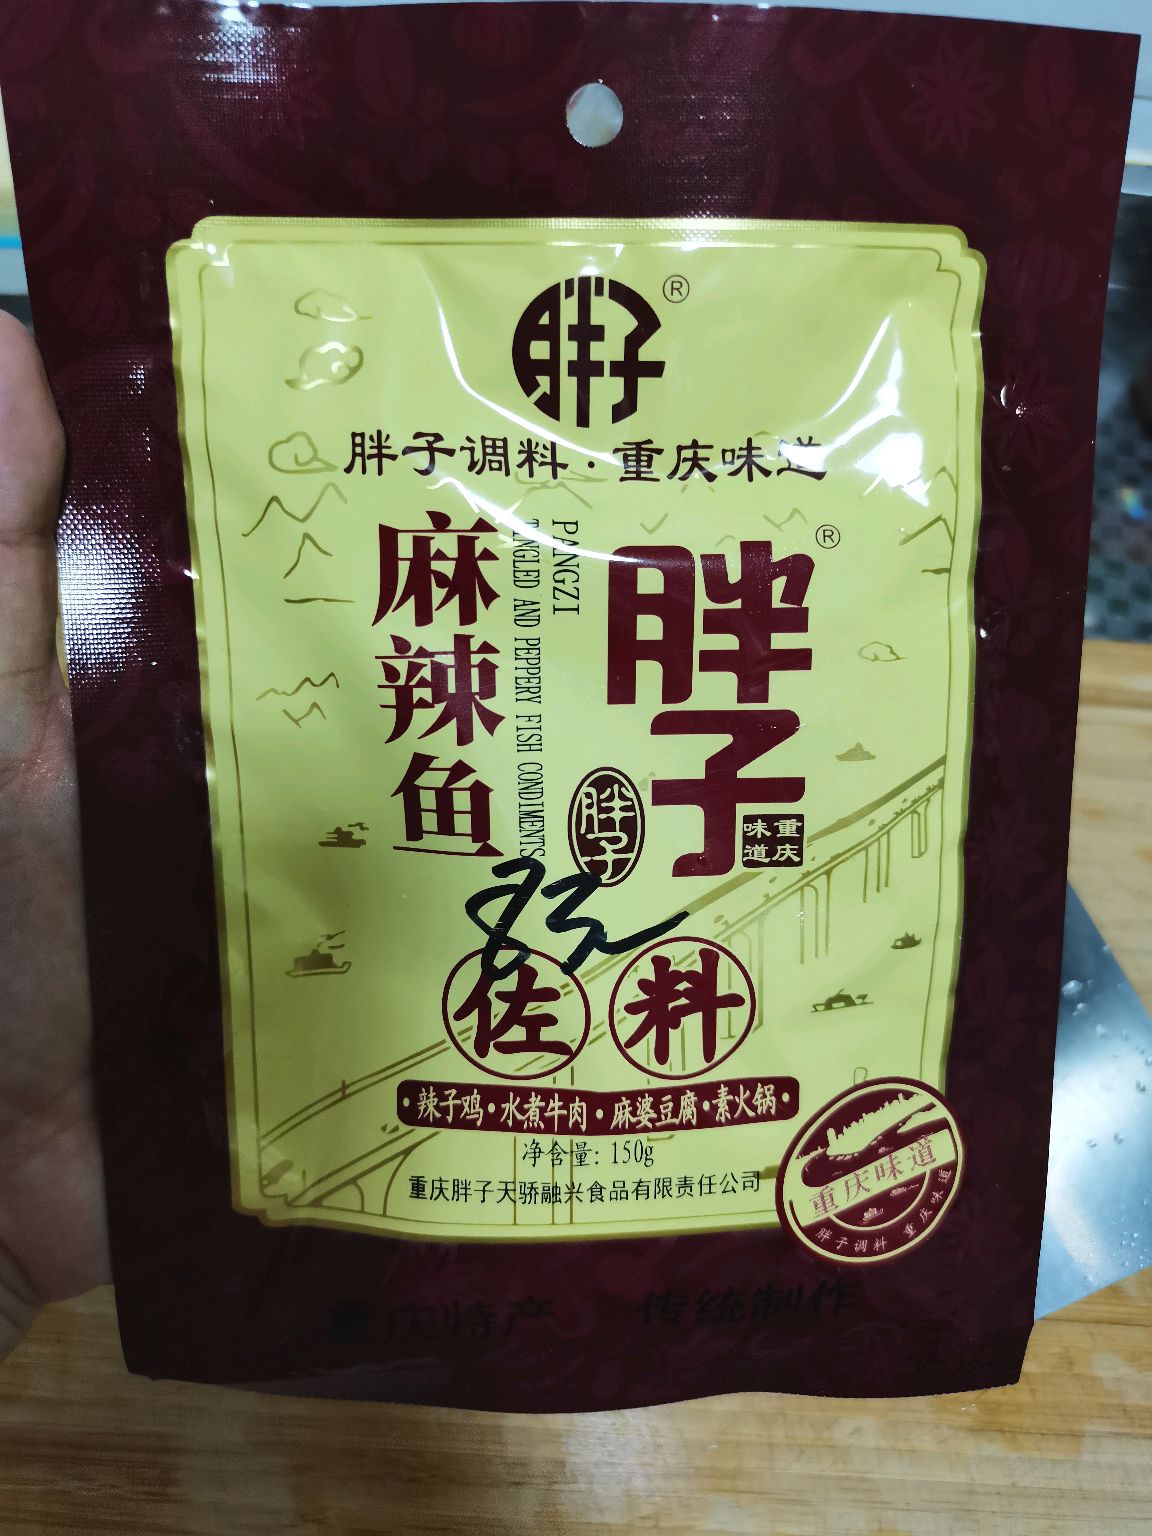 胖子®
胖子调料·重庆味道
胖子®
重庆味道
胖子
PANGZI
TINGLED AND PEPPERY FISH CONDIMENTS
麻辣鱼
佐料
·辣子鸡·水煮牛肉·麻婆豆腐·素火锅·
净含量: 150g
重庆胖子天骄融兴食品有限责任公司
重庆味道
胖子调料 重庆味道
重庆特产 传统制作